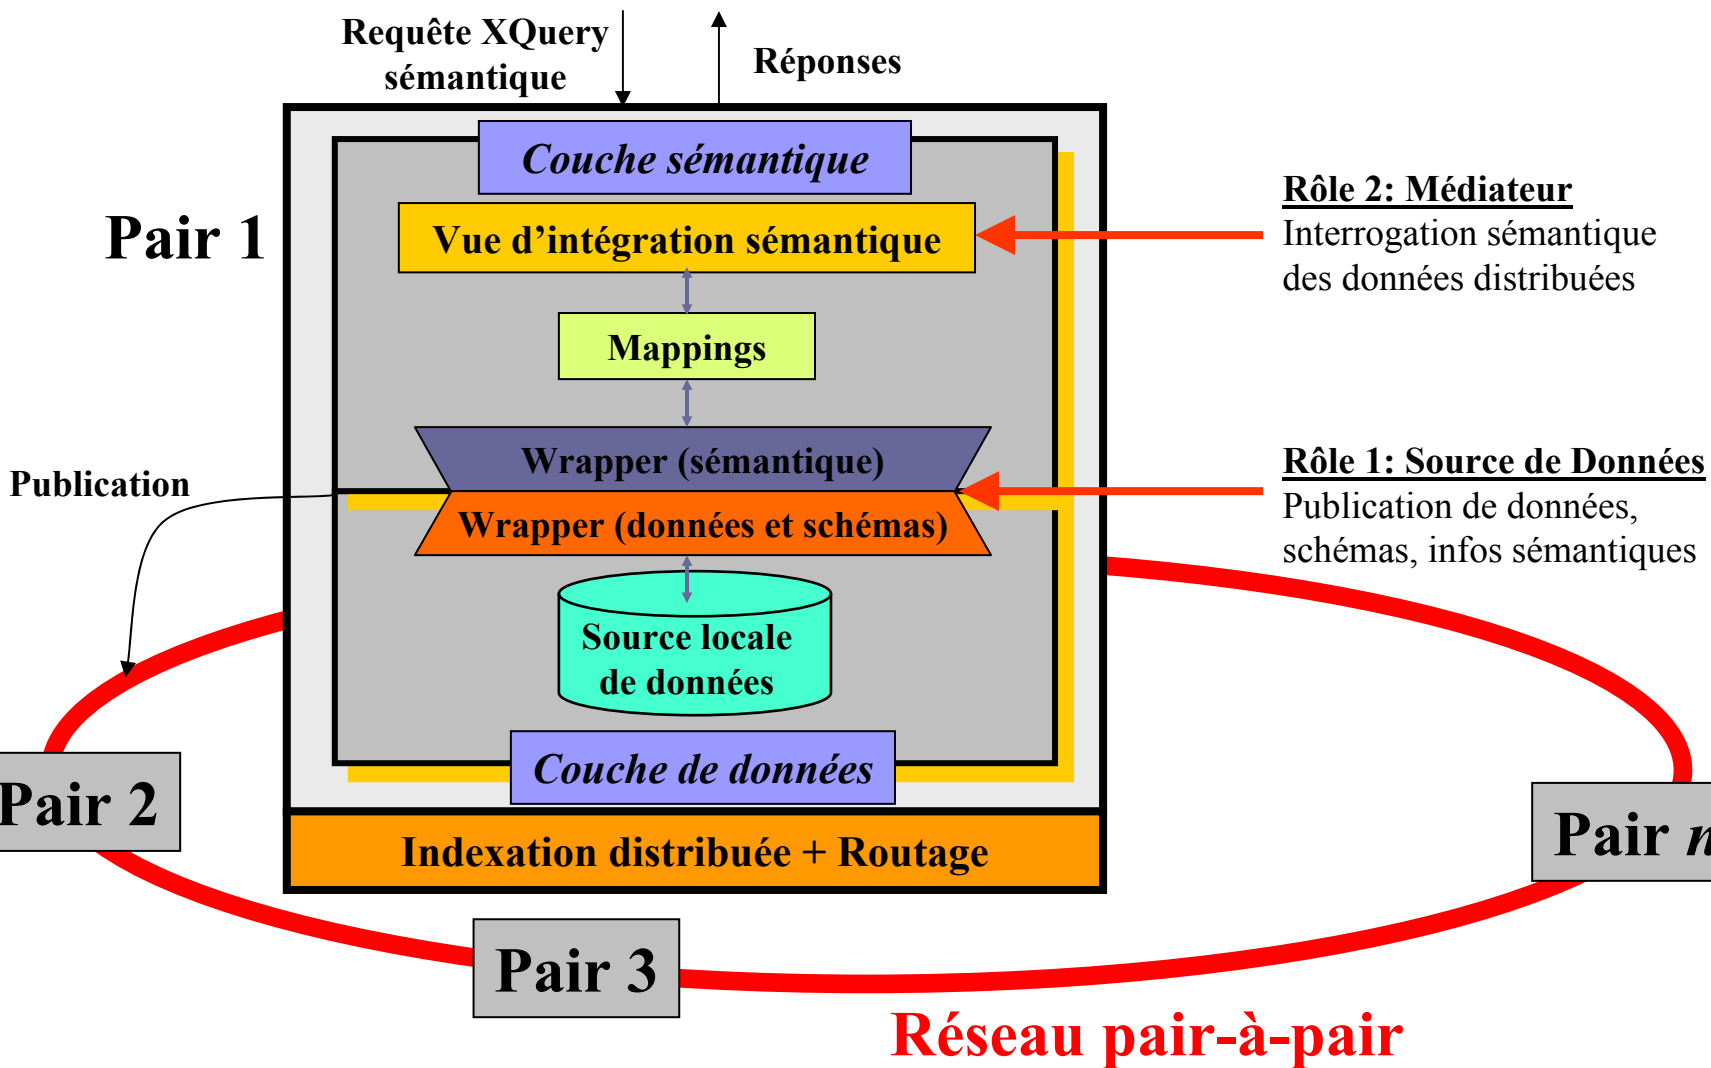 Requête XQuery
sémantique
Réponses
Couche sémantique
Pair 1
Vue d’intégration sémantique
Rôle 2: Médiateur
Interrogation sémantique
des données distribuées
Mappings
Publication
Wrapper (sémantique)
Wrapper (données et schémas)
Rôle 1: Source de Données
Publication de données,
schémas, infos sémantiques
Source locale
de données
Couche de données
Pair 2
Indexation distribuée + Routage
Pair n
Pair 3
Réseau pair-à-pair